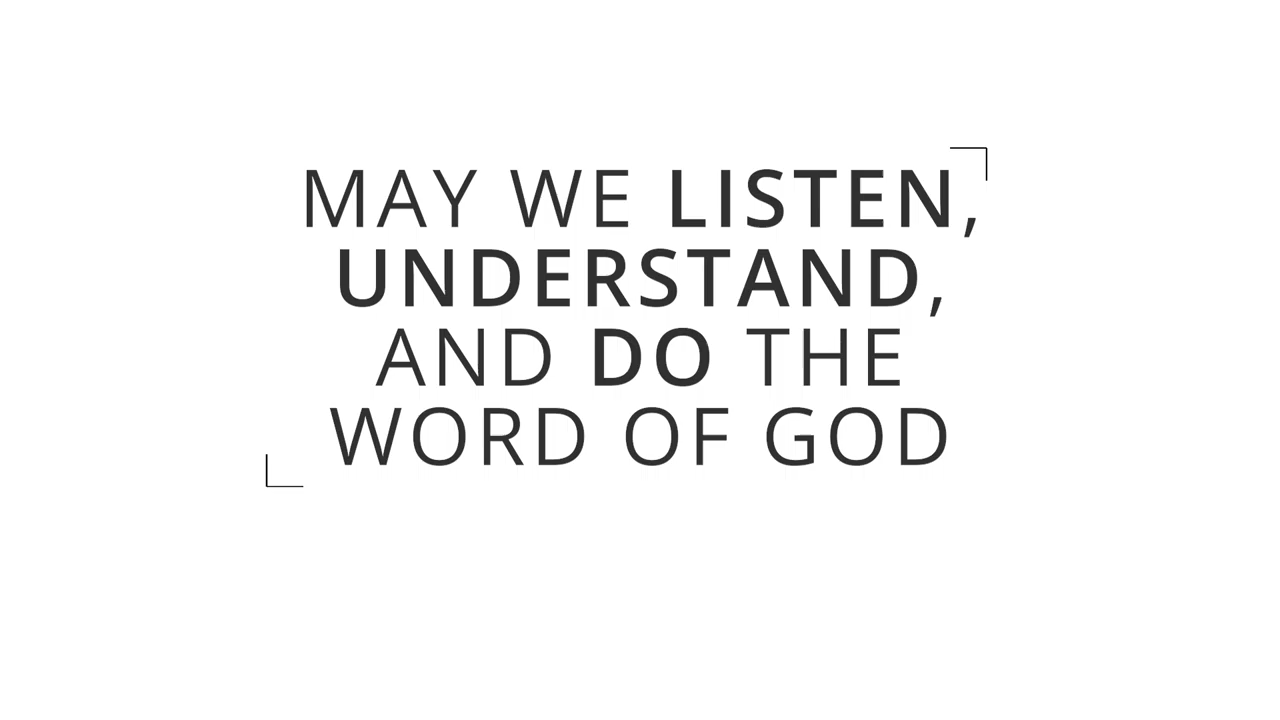 MAY WE LISTEN,
UNDERSTAND,
AND DO THE
WORD OF GOD